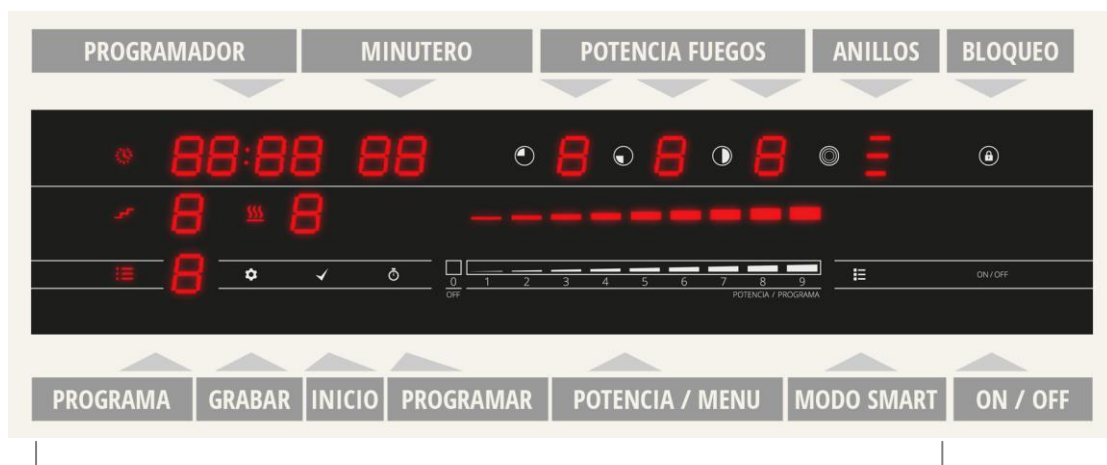 PROGRAMADOR MINUTERO POTENCIA FUEGOS ANILLOS BLOQUEO
88:88 88 8 8 8
8 8
8
0 1 2 3 4 5 6 7 8 9 ON / OFF
OFF POTENCIA / PROGRAMA
PROGRAMA GRABAR INICIO PROGRAMAR POTENCIA / MENU MODO SMART ON / OFF